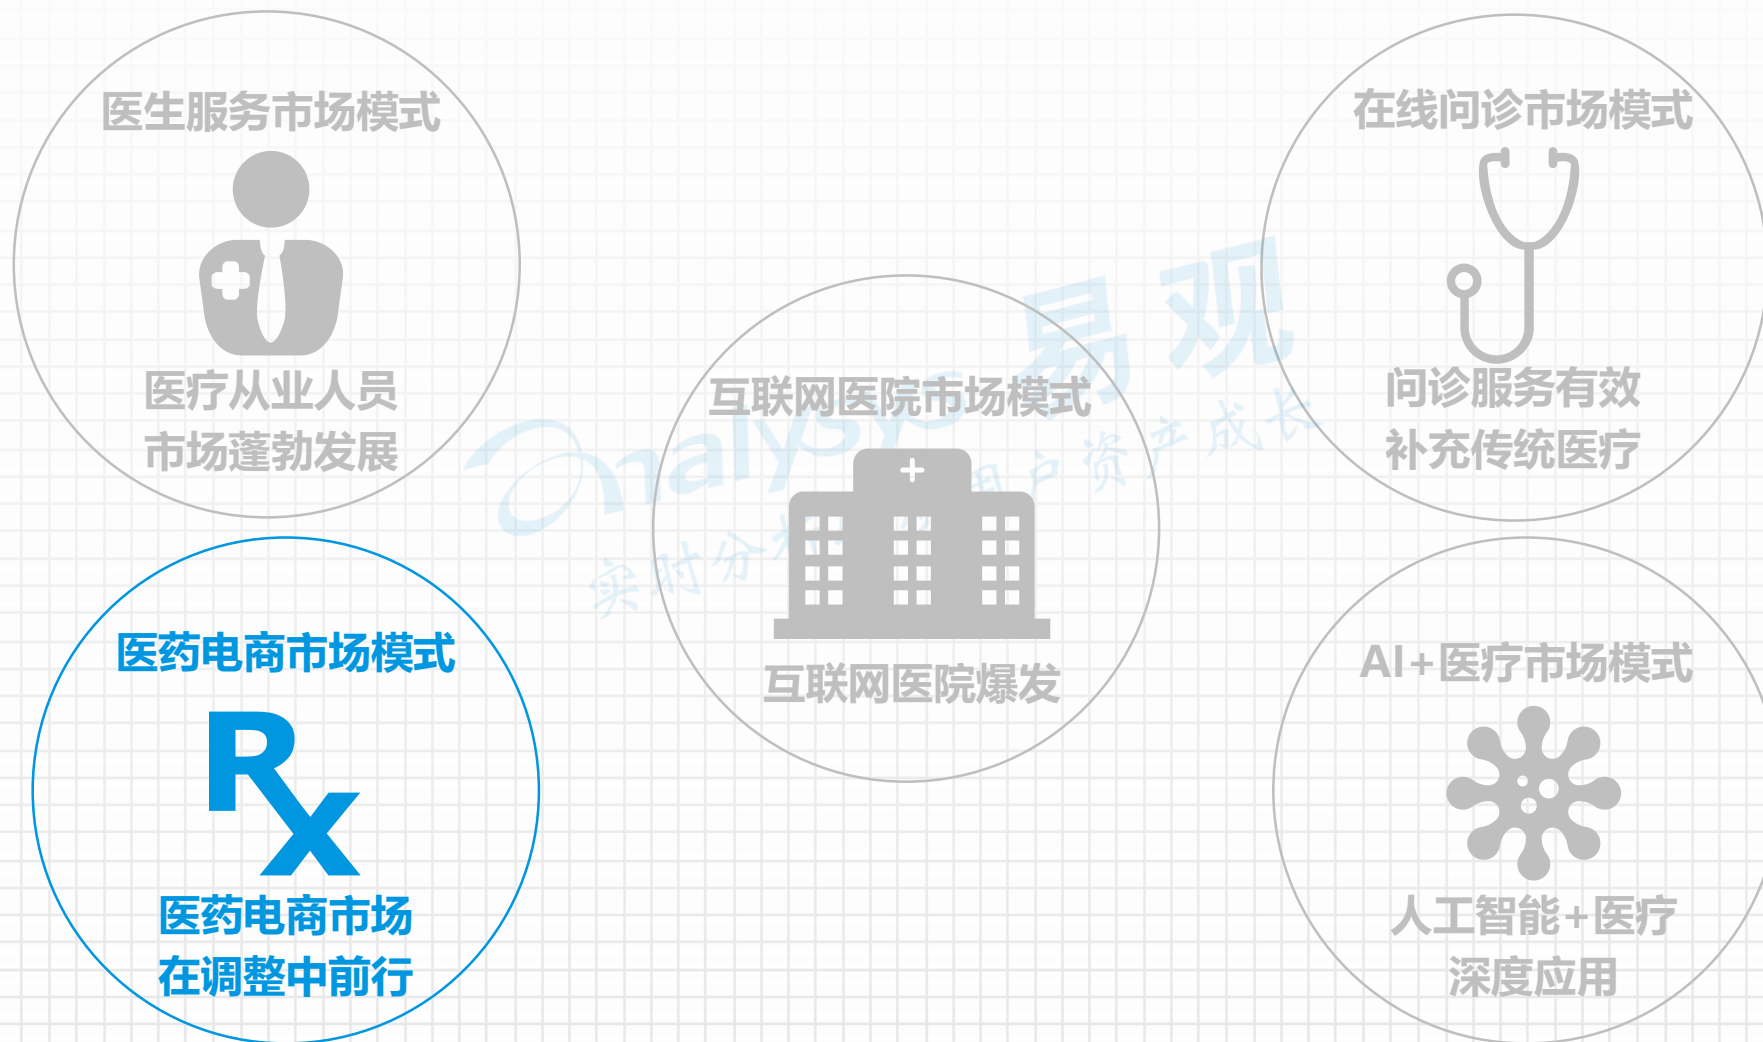 医生服务市场模式
医疗从业人员
市场蓬勃发展
在线问诊市场模式
问诊服务有效
补充传统医疗
互联网医院市场模式
互联网医院爆发
医药电商市场模式
Rx
医药电商市场
在调整中前行
AI+医疗市场模式
人工智能+医疗
深度应用
analysys 易观